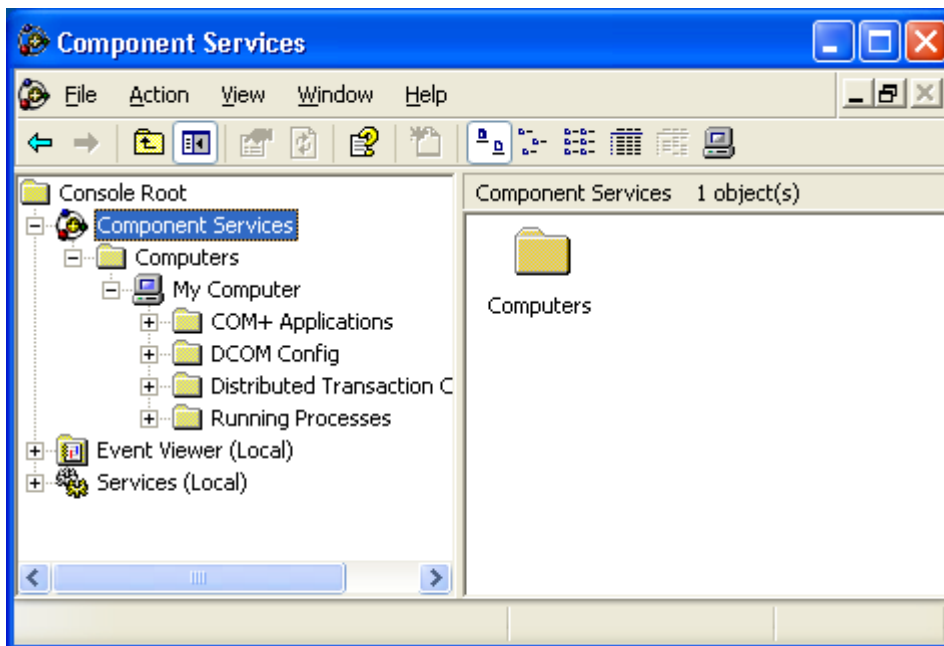 Component Services
File Action View Window Help
Console Root
Component Services
Computers
My Computer
COM+ Applications
DCOM Config
Distributed Transaction C
Running Processes
Event Viewer (Local)
Services (Local)
Component Services 1 object(s)
Computers